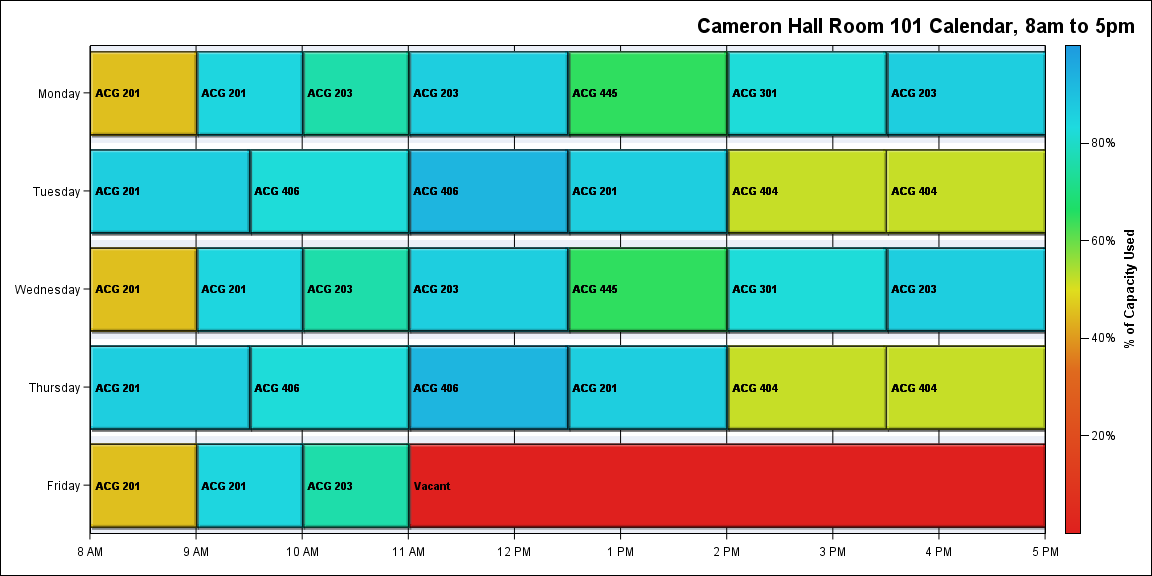 Cameron Hall Room 101 Calendar, 8am to 5pm
Monday
ACG 201
ACG 201
ACG 203
ACG 203
ACG 445
ACG 301
ACG 203
Tuesday
ACG 201
ACG 406
ACG 406
ACG 201
ACG 404
ACG 404
Wednesday
ACG 201
ACG 201
ACG 203
ACG 203
ACG 445
ACG 301
ACG 203
Thursday
ACG 201
ACG 406
ACG 406
ACG 201
ACG 404
ACG 404
Friday
ACG 201
ACG 201
ACG 203
Vacant
8 AM
9 AM
10 AM
11 AM
12 PM
1 PM
2 PM
3 PM
4 PM
5 PM
80%
60%
40%
20%
% of Capacity Used